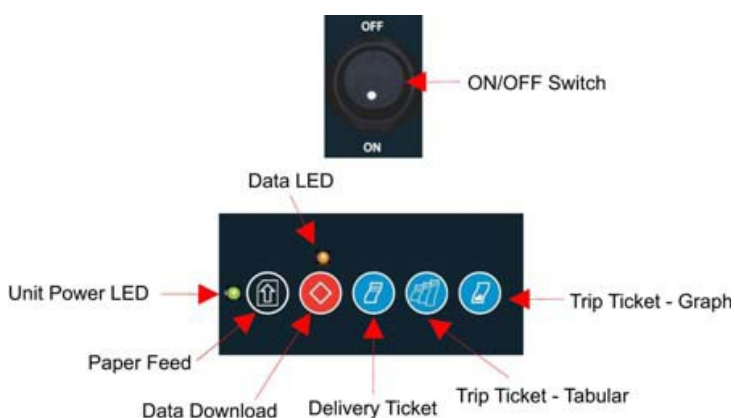 OFF
ON/OFF Switch
ON
Data LED
Unit Power LED
Trip Ticket - Graph
Paper Feed
Trip Ticket - Tabular
Data Download
Delivery Ticket